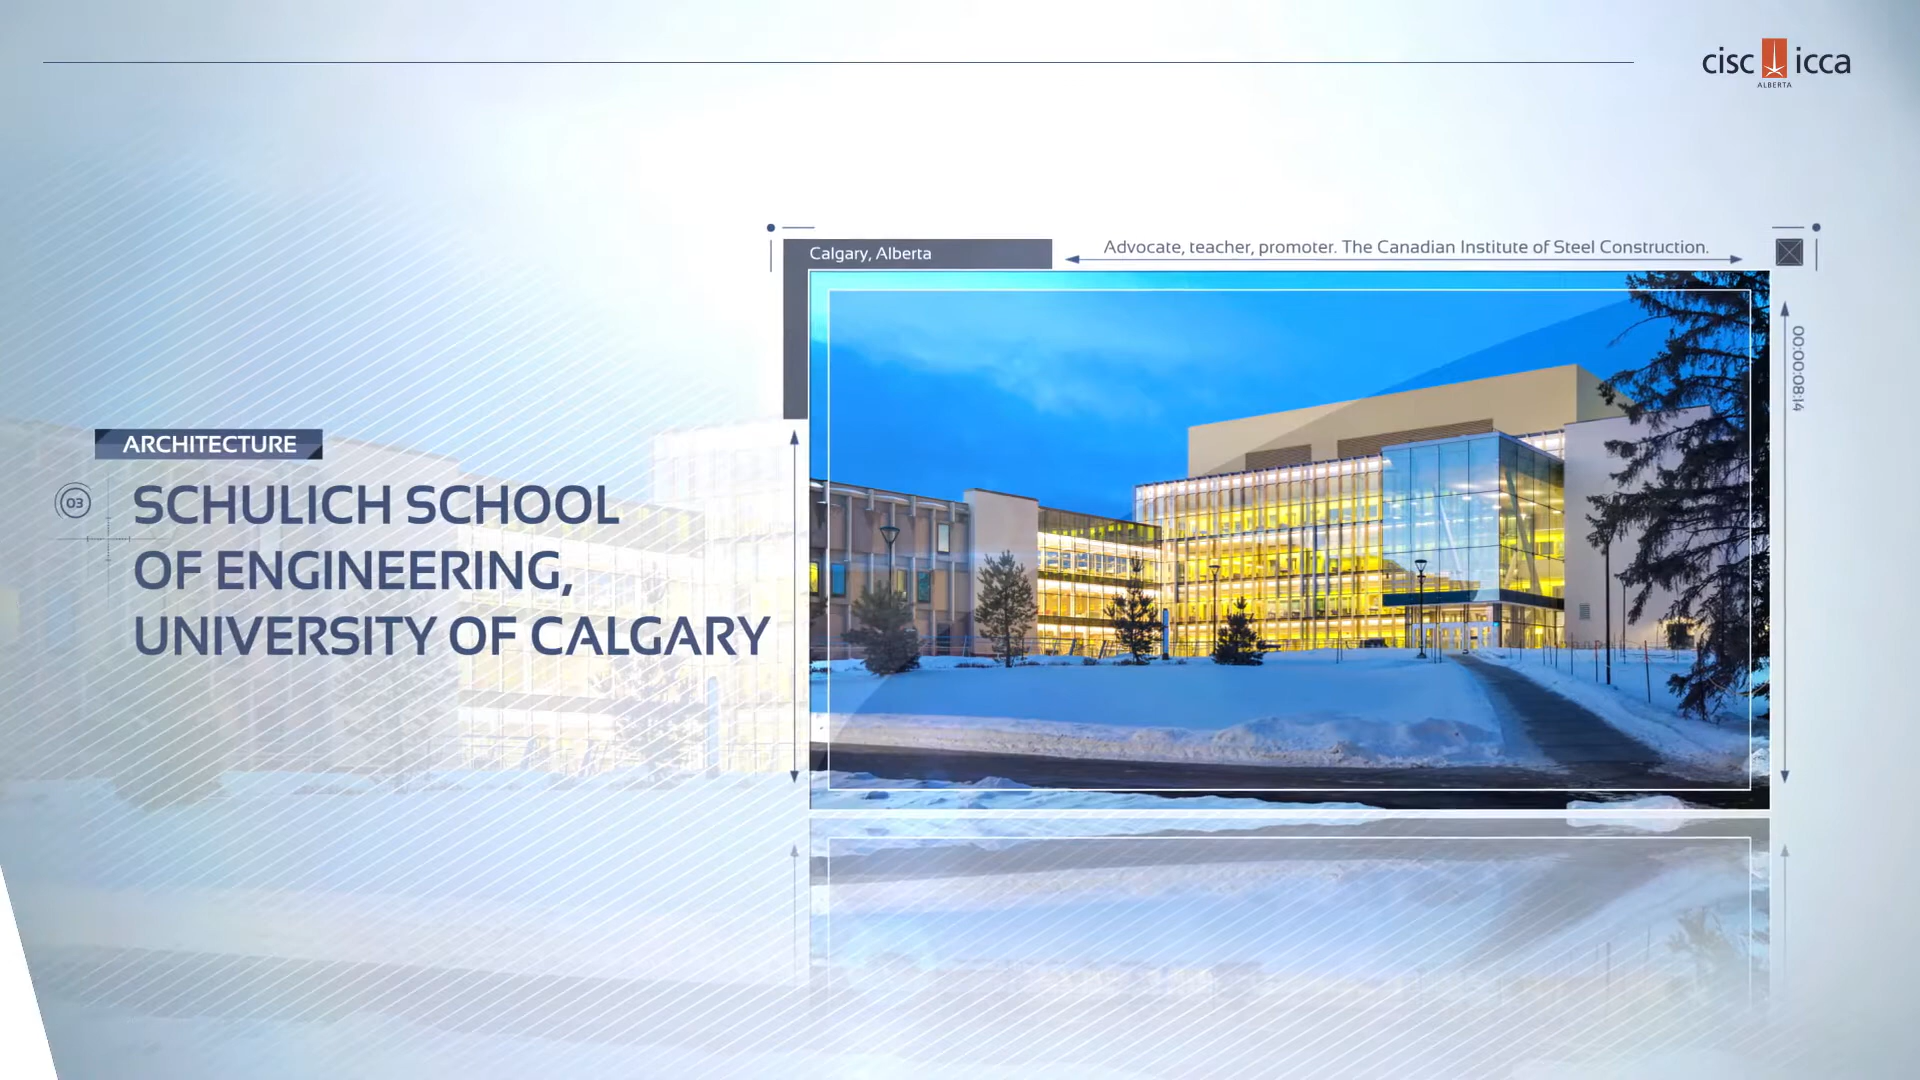 cisc icca
ALBERTA
Calgary, Alberta
Advocate, teacher, promoter. The Canadian Institute of Steel Construction.
00:00:08:14
ARCHITECTURE
03
SCHULICH SCHOOL
OF ENGINEERING,
UNIVERSITY OF CALGARY